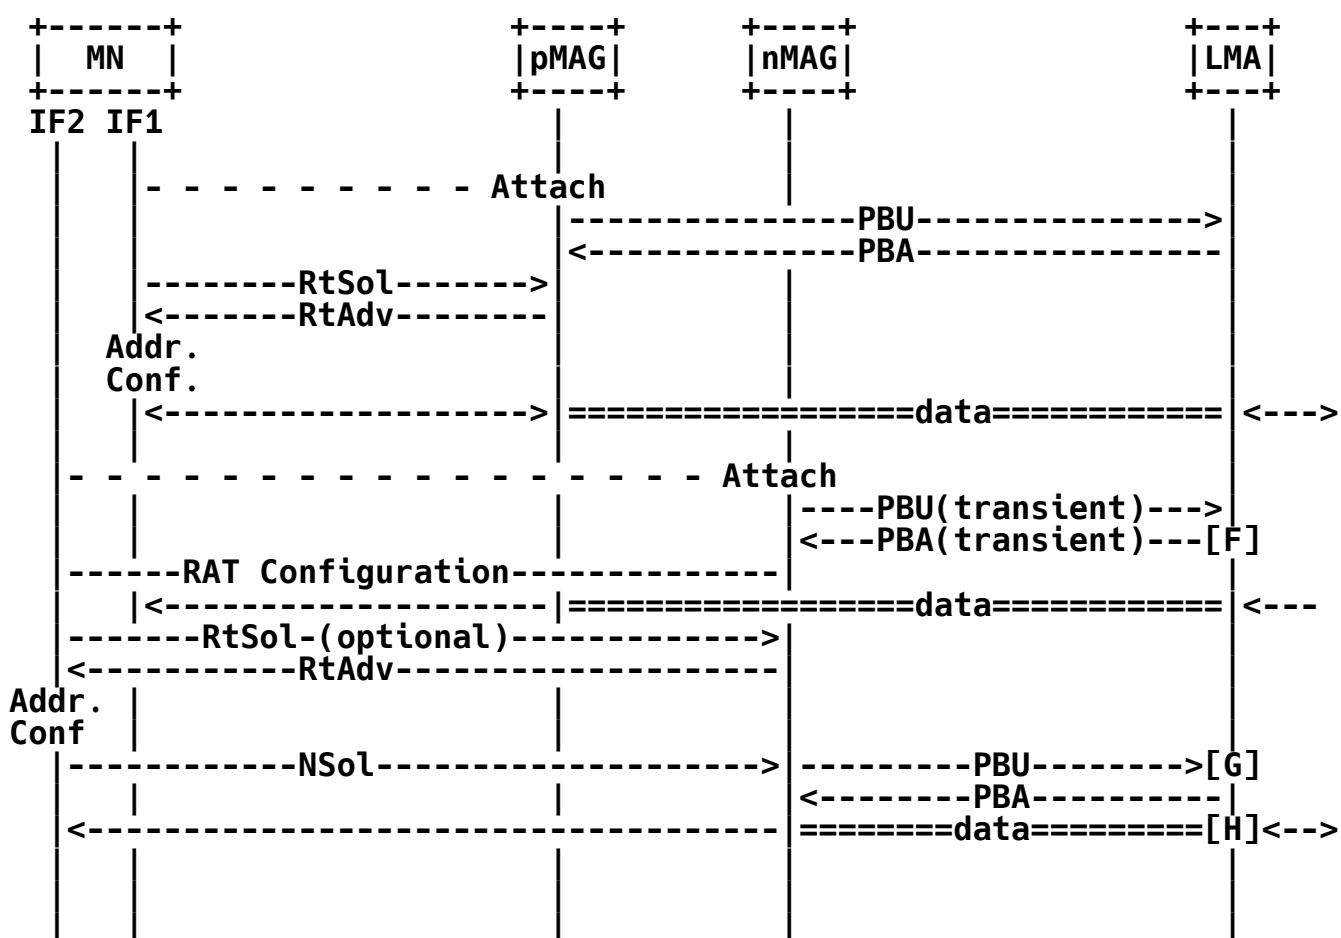 +------+                 +----+      +----+                 +---+
|  MN  |                 |pMAG|      |nMAG|                 |LMA|
+------+                 +----+      +----+                 +---+
IF2 IF1                    |           |                      |
 |   |                     |           |                      |
 |   |- - - - - - - - - Attach         |                      |
 |   |                     |---------------PBU--------------->|
 |   |                     |<--------------PBA----------------|
 |   |--------RtSol------->|           |                      |
 |   |<-------RtAdv--------|           |                      |
 |  Addr.                  |           |                      |
 |  Conf.                  |           |                      |
 |   |<------------------->|==================data============|<--->
 |   |                     |           |                      |
 |- - - - - - - - - - - - - - - - - Attach                    |
 |   |                     |           |----PBU(transient)--->|
 |   |                     |           |<---PBA(transient)---[F]
 |------RAT Configuration--------------|                      |
 |   |<--------------------|==================data============|<---
 |-------RtSol-(optional)------------->|                      |
 |<-----------RtAdv--------------------|                      |
Addr. |                    |           |                      |
Conf  |                    |           |                      |
 |------------NSol-------------------->|---------PBU-------->[G]
 |   |                     |           |<--------PBA----------|
 |<------------------------------------|========data=========[H]<-->
 |   |                     |           |                      |
 |   |                     |           |                      |
 |   |                     |           |                      |